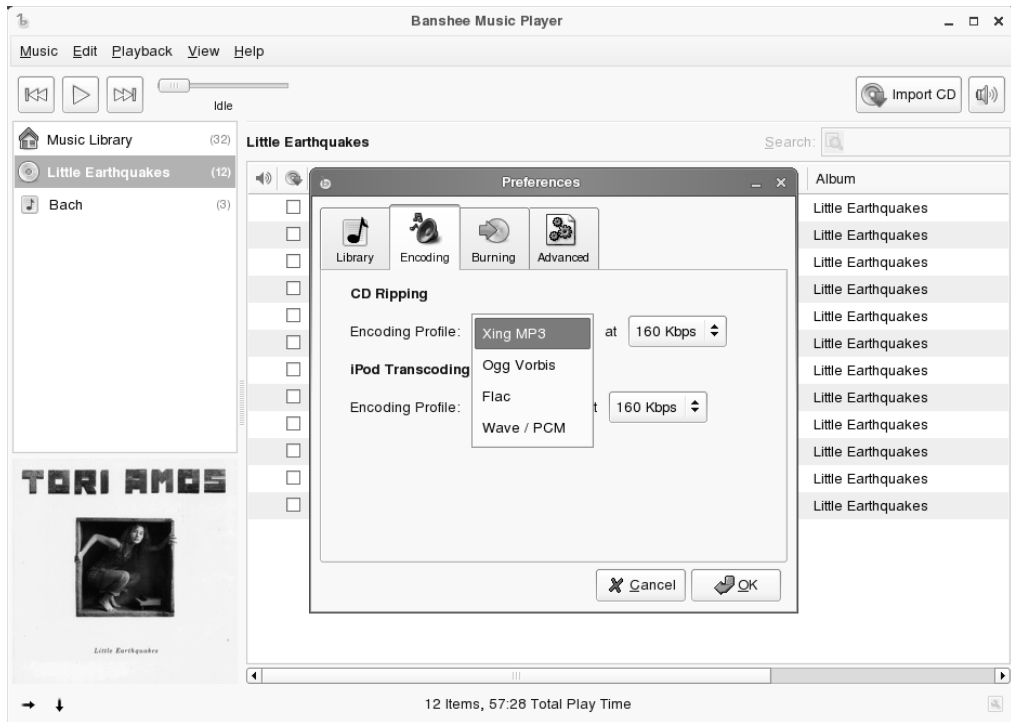 Banshee Music Player
Music Edit Playback View Help
Idle
Import CD
Music Library (32)
Little Earthquakes (12)
Bach (3)
Little Earthquakes
Search:
Album
Little Earthquakes
Little Earthquakes
Little Earthquakes
Little Earthquakes
Little Earthquakes
Little Earthquakes
Little Earthquakes
Little Earthquakes
Little Earthquakes
Little Earthquakes
Little Earthquakes
Little Earthquakes
Preferences
Library Encoding Burning Advanced
CD Ripping
Encoding Profile: Xing MP3 at 160 Kbps
Ogg Vorbis
iPod Transcoding
Flac
Encoding Profile: t 160 Kbps
Wave / PCM
Cancel OK
TORI AMOS
Little Earthquakes
12 Items, 57:28 Total Play Time